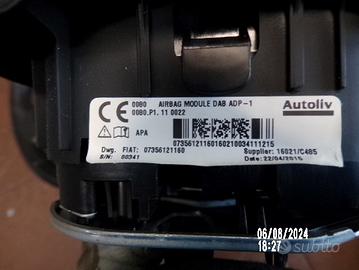 CE 0080 AIRBAG MODULE DAB ADP-1
0080.P1. 11 0022
Autoliv
APA
07356121160160210034111215
Dwg. FIAT: 07356121160
Supplier: 16021/C485
S/N: 00341
Date: 22/04/2015
06/08/2024
18:27
subito